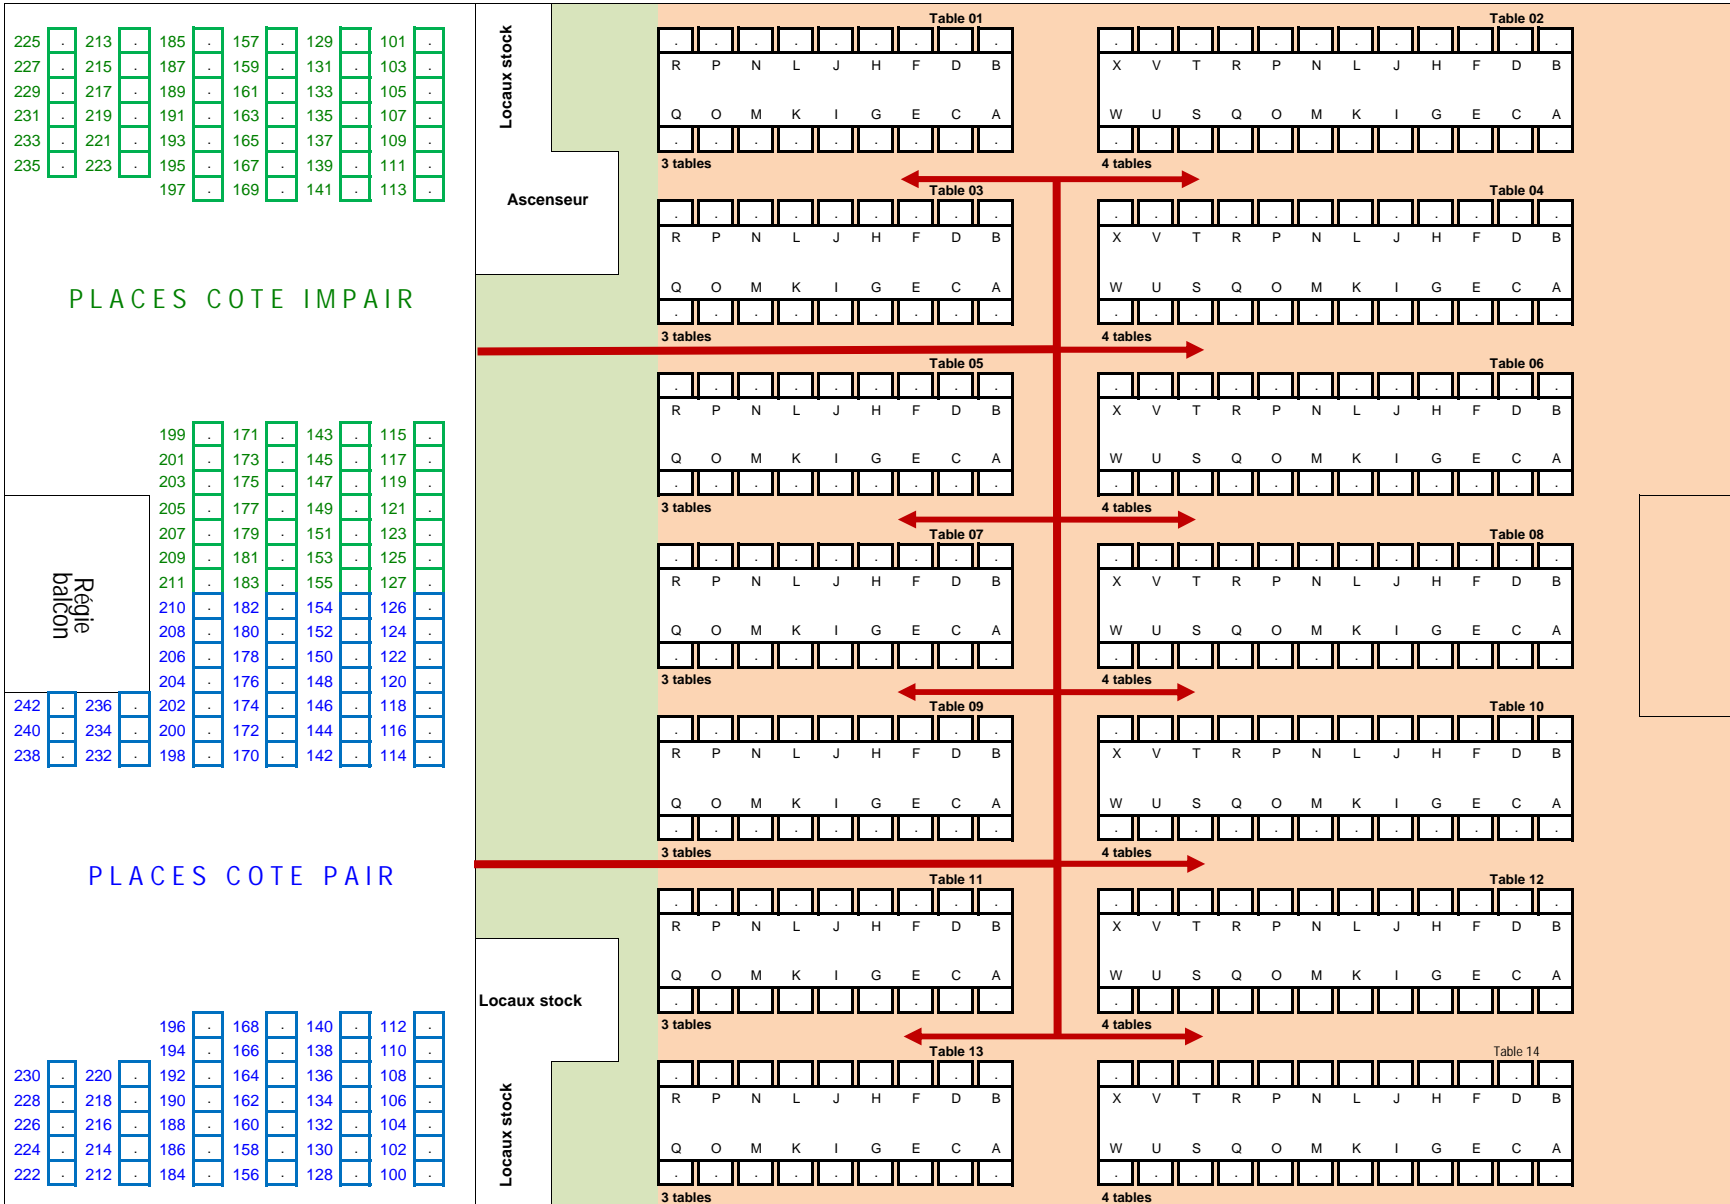 225 . 213 . 185 . 157 . 129 . 101 .
227 . 215 . 187 . 159 . 131 . 103 .
229 . 217 . 189 . 161 . 133 . 105 .
231 . 219 . 191 . 163 . 135 . 107 .
233 . 221 . 193 . 165 . 137 . 109 .
235 . 223 . 195 . 167 . 139 . 111 .
197 . 169 . 141 . 113 .
PLACES COTE IMPAIR
199 . 171 . 143 . 115 .
201 . 173 . 145 . 117 .
203 . 175 . 147 . 119 .
205 . 177 . 149 . 121 .
207 . 179 . 151 . 123 .
209 . 181 . 153 . 125 .
211 . 183 . 155 . 127 .
Régie
balcon
210 . 182 . 154 . 126 .
208 . 180 . 152 . 124 .
206 . 178 . 150 . 122 .
204 . 176 . 148 . 120 .
242 . 236 . 202 . 174 . 146 . 118 .
240 . 234 . 200 . 172 . 144 . 116 .
238 . 232 . 198 . 170 . 142 . 114 .
PLACES COTE PAIR
196 . 168 . 140 . 112 .
194 . 166 . 138 . 110 .
230 . 220 . 192 . 164 . 136 . 108 .
228 . 218 . 190 . 162 . 134 . 106 .
226 . 216 . 188 . 160 . 132 . 104 .
224 . 214 . 186 . 158 . 130 . 102 .
222 . 212 . 184 . 156 . 128 . 100 .
Locaux stock
Ascenseur
Locaux stock
Locaux stock
Table 01
. . . . . . . . .
R P N L J H F D B
Q O M K I G E C A
. . . . . . . . .
3 tables
Table 02
. . . . . . . . . . . .
X V T R P N L J H F D B
W U S Q O M K I G E C A
. . . . . . . . . . . .
4 tables
Table 03
. . . . . . . . .
R P N L J H F D B
Q O M K I G E C A
. . . . . . . . .
3 tables
Table 04
. . . . . . . . . . . .
X V T R P N L J H F D B
W U S Q O M K I G E C A
. . . . . . . . . . . .
4 tables
Table 05
. . . . . . . . .
R P N L J H F D B
Q O M K I G E C A
. . . . . . . . .
3 tables
Table 06
. . . . . . . . . . . .
X V T R P N L J H F D B
W U S Q O M K I G E C A
. . . . . . . . . . . .
4 tables
Table 07
. . . . . . . . .
R P N L J H F D B
Q O M K I G E C A
. . . . . . . . .
3 tables
Table 08
. . . . . . . . . . . .
X V T R P N L J H F D B
W U S Q O M K I G E C A
. . . . . . . . . . . .
4 tables
Table 09
. . . . . . . . .
R P N L J H F D B
Q O M K I G E C A
. . . . . . . . .
3 tables
Table 10
. . . . . . . . . . . .
X V T R P N L J H F D B
W U S Q O M K I G E C A
. . . . . . . . . . . .
4 tables
Table 11
. . . . . . . . .
R P N L J H F D B
Q O M K I G E C A
. . . . . . . . .
3 tables
Table 12
. . . . . . . . . . . .
X V T R P N L J H F D B
W U S Q O M K I G E C A
. . . . . . . . . . . .
4 tables
Table 13
. . . . . . . . .
R P N L J H F D B
Q O M K I G E C A
. . . . . . . . .
3 tables
Table 14
. . . . . . . . . . . .
X V T R P N L J H F D B
W U S Q O M K I G E C A
. . . . . . . . . . . .
4 tables